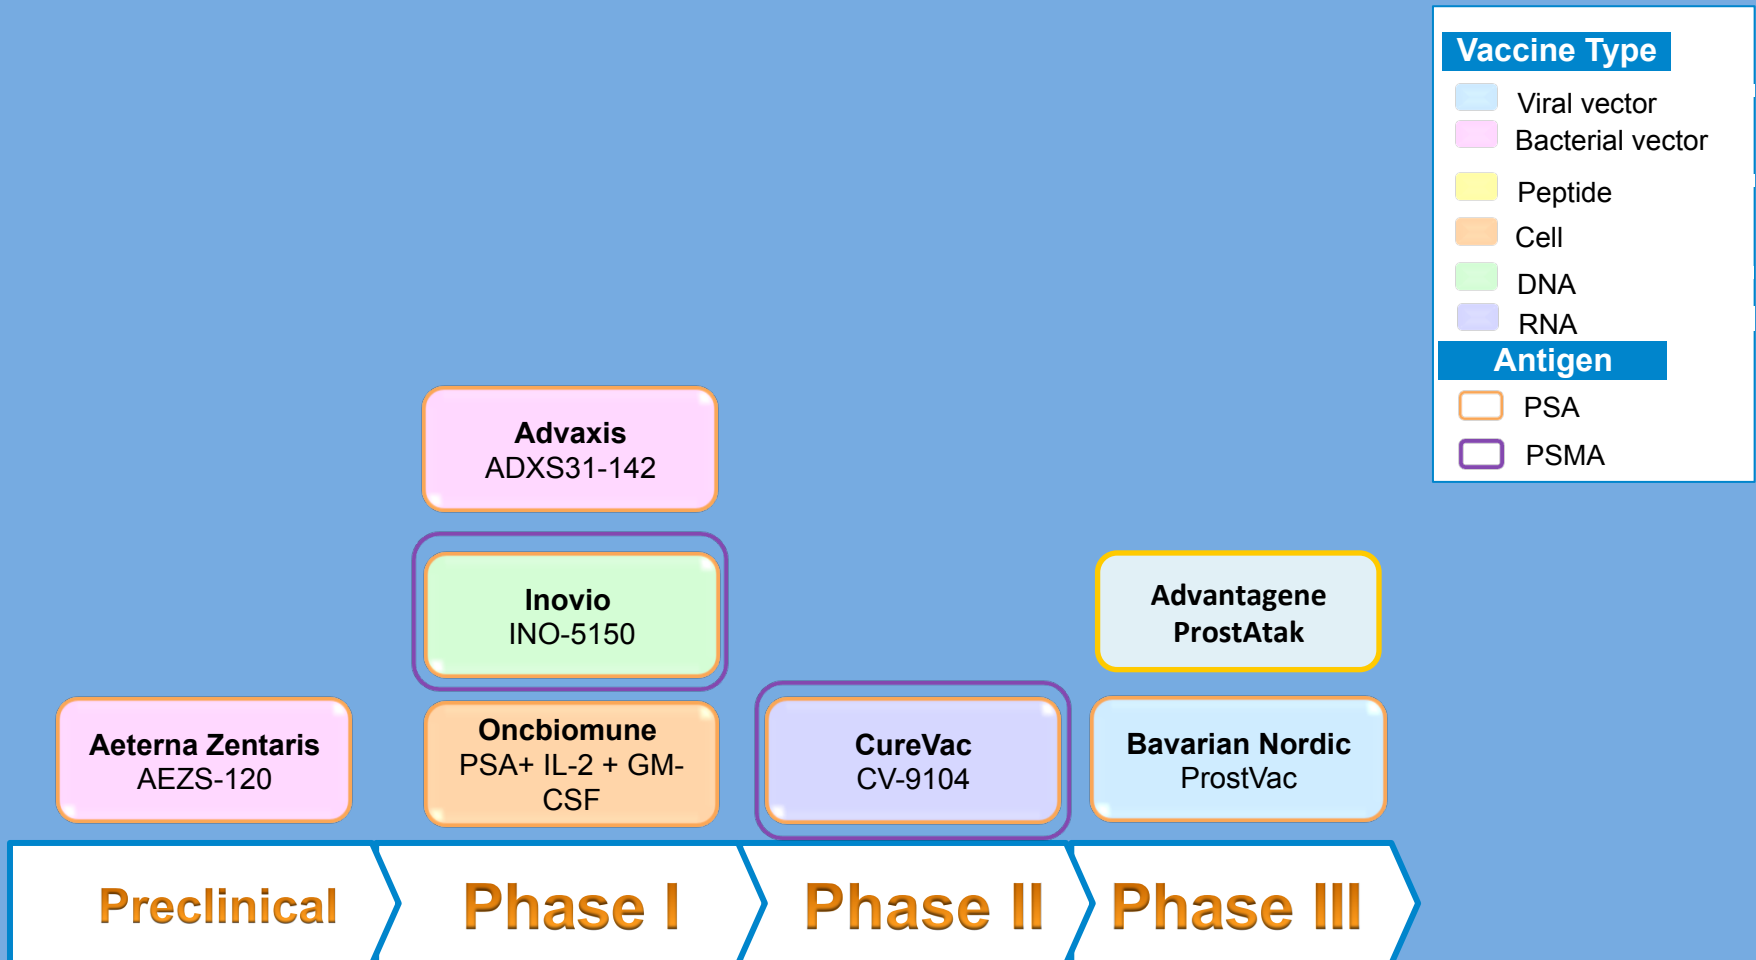 Vaccine Type
Viral vector
Bacterial vector
Peptide
Cell
DNA
RNA
Antigen
PSA
PSMA
Advaxis
ADXS31-142
Inovio
INO-5150
Advantagene
ProstAtak
Aeterna Zentaris
AEZS-120
Oncbiomune
PSA+ IL-2 + GM-
CSF
CureVac
CV-9104
Bavarian Nordic
ProstVac
Preclinical
Phase I
Phase II
Phase III